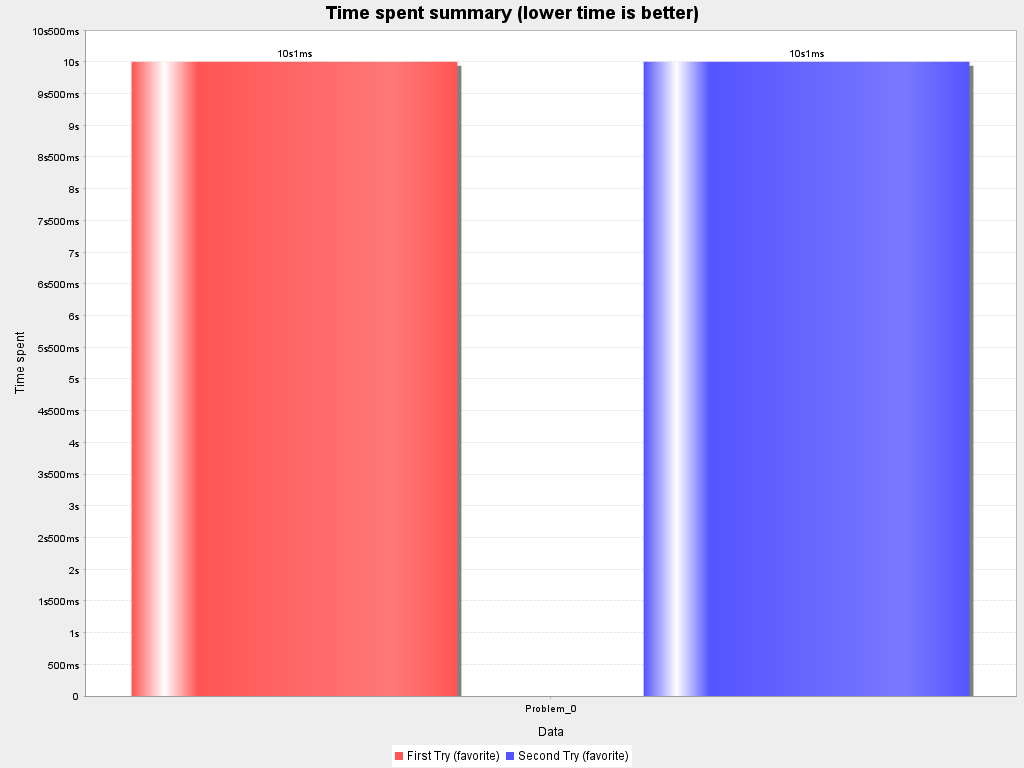 Time spent summary (lower time is better)
10s500ms
10s
9s500ms
9s
8s500ms
8s
7s500ms
7s
6s500ms
6s
5s500ms
5s
4s500ms
4s
3s500ms
3s
2s500ms
2s
1s500ms
1s
500ms
0
Time spent
10s1ms
10s1ms
Problem_0
Data
First Try (favorite)
Second Try (favorite)